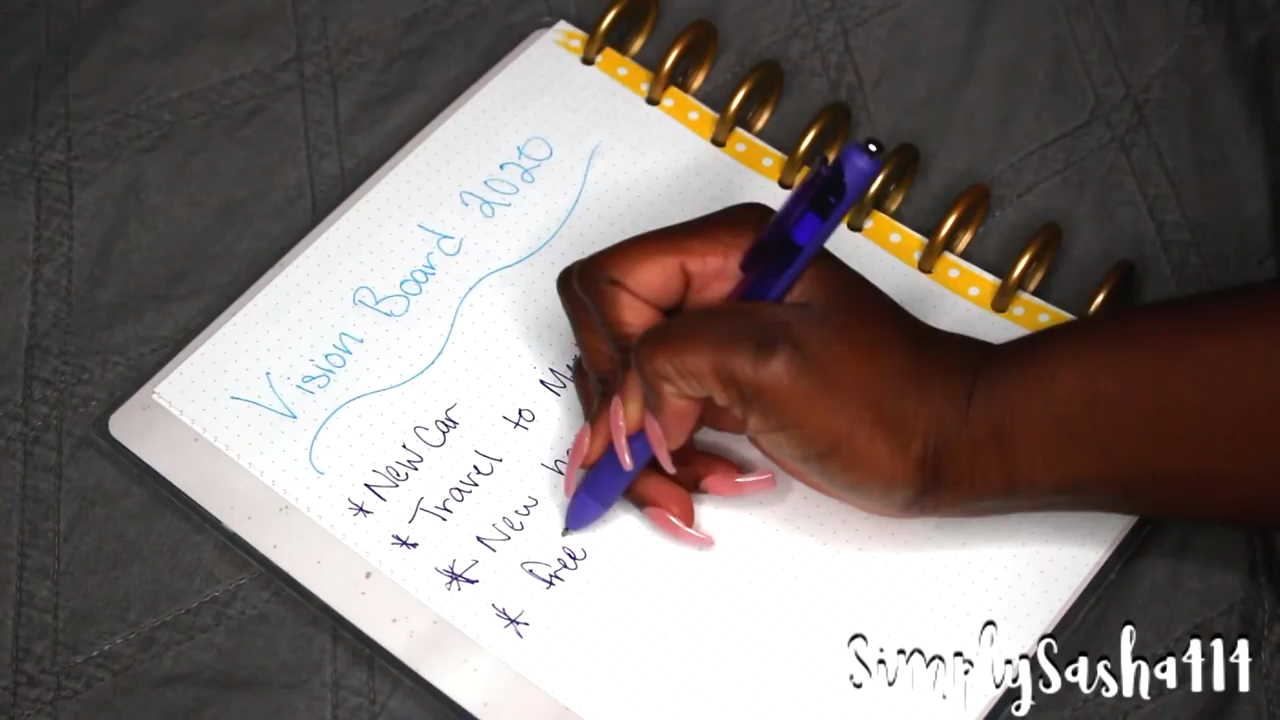 Vision Board 2020
* New Car
* Travel to
* New
* free
SimplySasha414